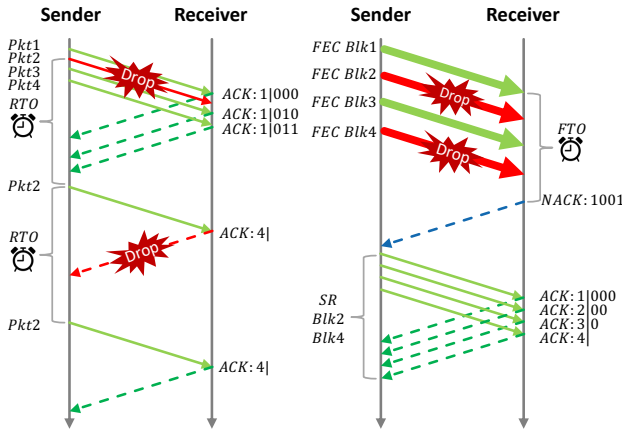 Sender
Receiver
Pkt1
Pkt2
Pkt3
Pkt4
RTO
Drop
ACK: 1|000
ACK: 1|010
ACK: 1|011
Pkt2
ACK: 4|
RTO
Drop
Pkt2
ACK: 4|
Sender
Receiver
FEC Blk1
FEC Blk2
FEC Blk3
FEC Blk4
Drop
Drop
FTO
NACK: 1001
SR
Blk2
Blk4
ACK: 1|000
ACK: 2|00
ACK: 3|0
ACK: 4|